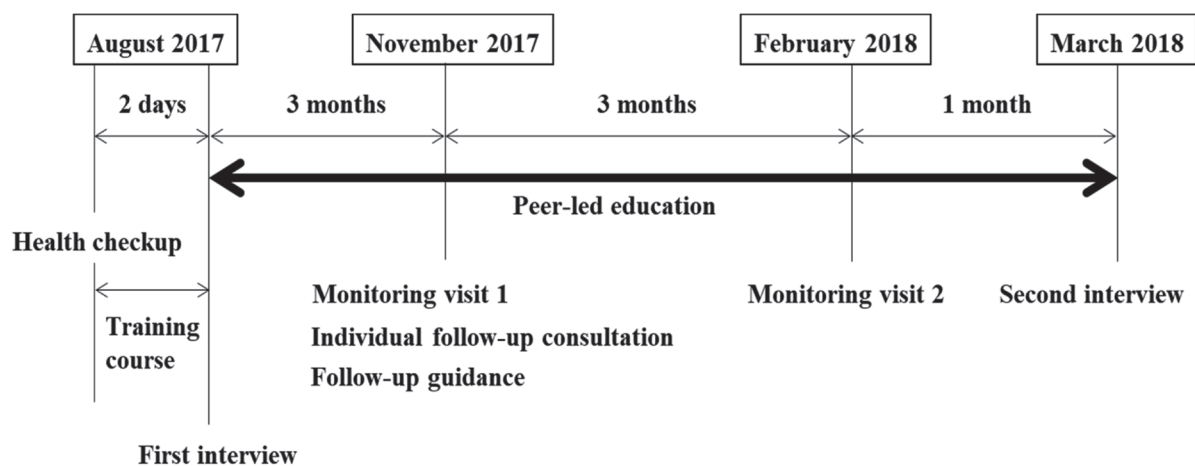 August 2017
November 2017
February 2018
March 2018
2 days
3 months
3 months
1 month
Peer-led education
Health checkup
Training
course
First interview
Monitoring visit 1
Individual follow-up consultation
Follow-up guidance
Monitoring visit 2
Second interview